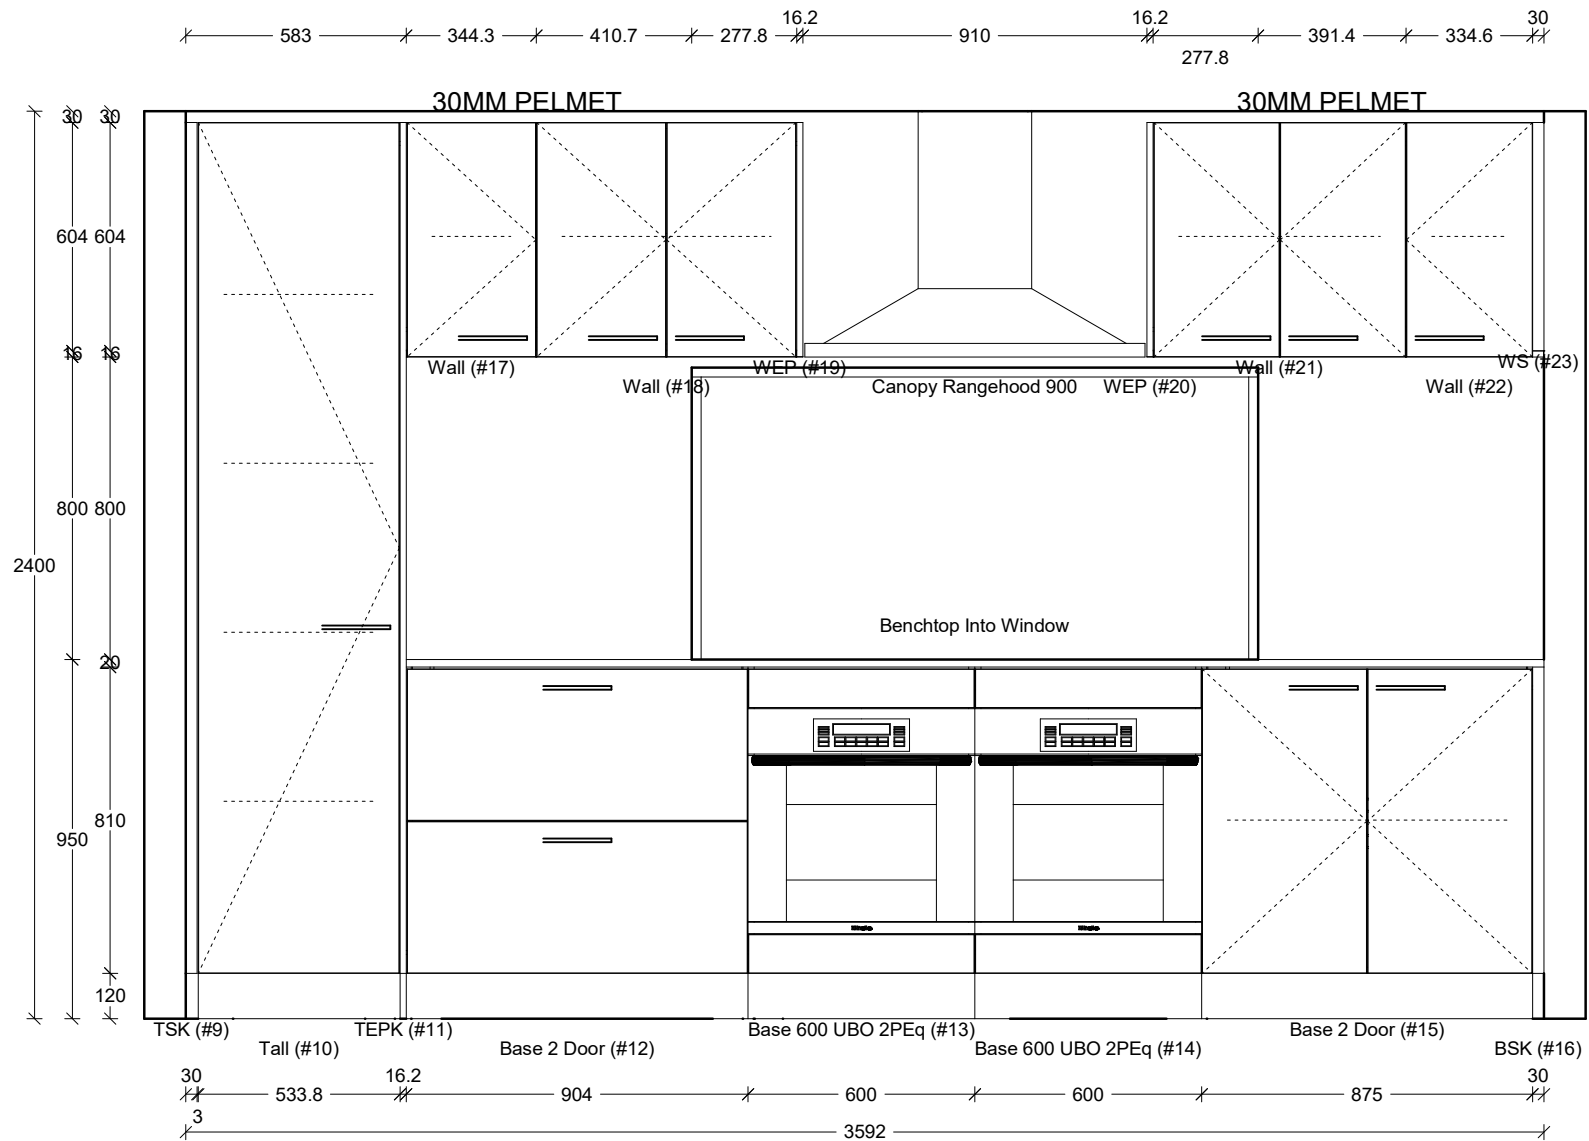 16.2 16.2 30
583 344.3 410.7 277.8 910 391.4 334.6
277.8
30MM PELMET 30MM PELMET
30 30
604 604
16 16
Wall (#17) WEP (#19) Wall (#21) WS (#23)
Wall (#18) Canopy Rangehood 900 WEP (#20) Wall (#22)
800 800
2400
Benchtop Into Window
20
810
950
120
TSK (#9) TEPK (#11) Base 600 UBO 2PEq (#13) Base 2 Door (#15)
Tall (#10) Base 2 Door (#12) Base 600 UBO 2PEq (#14) BSK (#16)
30 16.2 30
533.8 904 600 600 875
3
3592